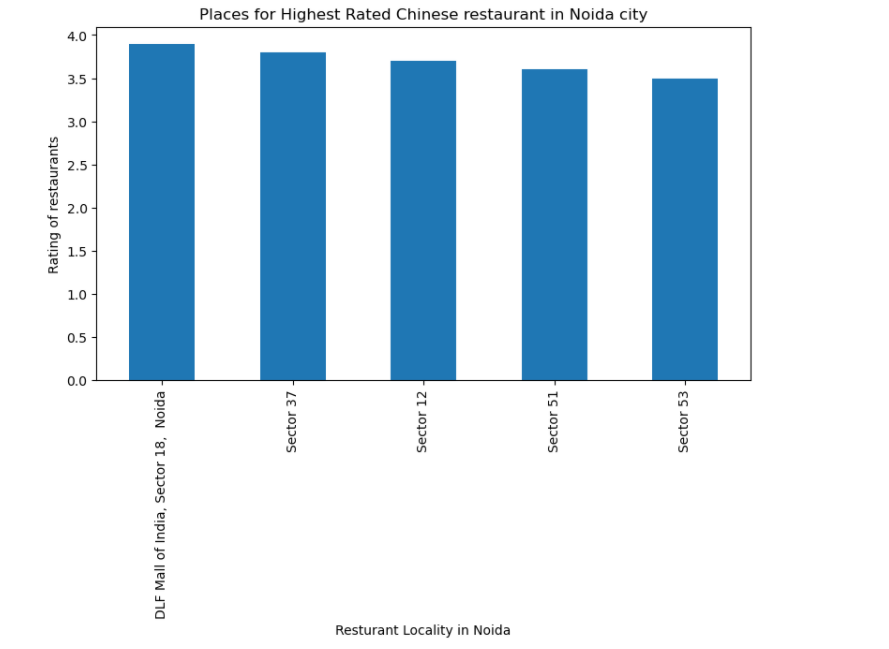 Places for Highest Rated Chinese restaurant in Noida city
Rating of restaurants
4.0
3.5
3.0
2.5
2.0
1.5
1.0
0.5
0.0
DLF Mall of India, Sector 18,  Noida
Sector 37
Sector 12
Sector 51
Sector 53
Resturant Locality in Noida